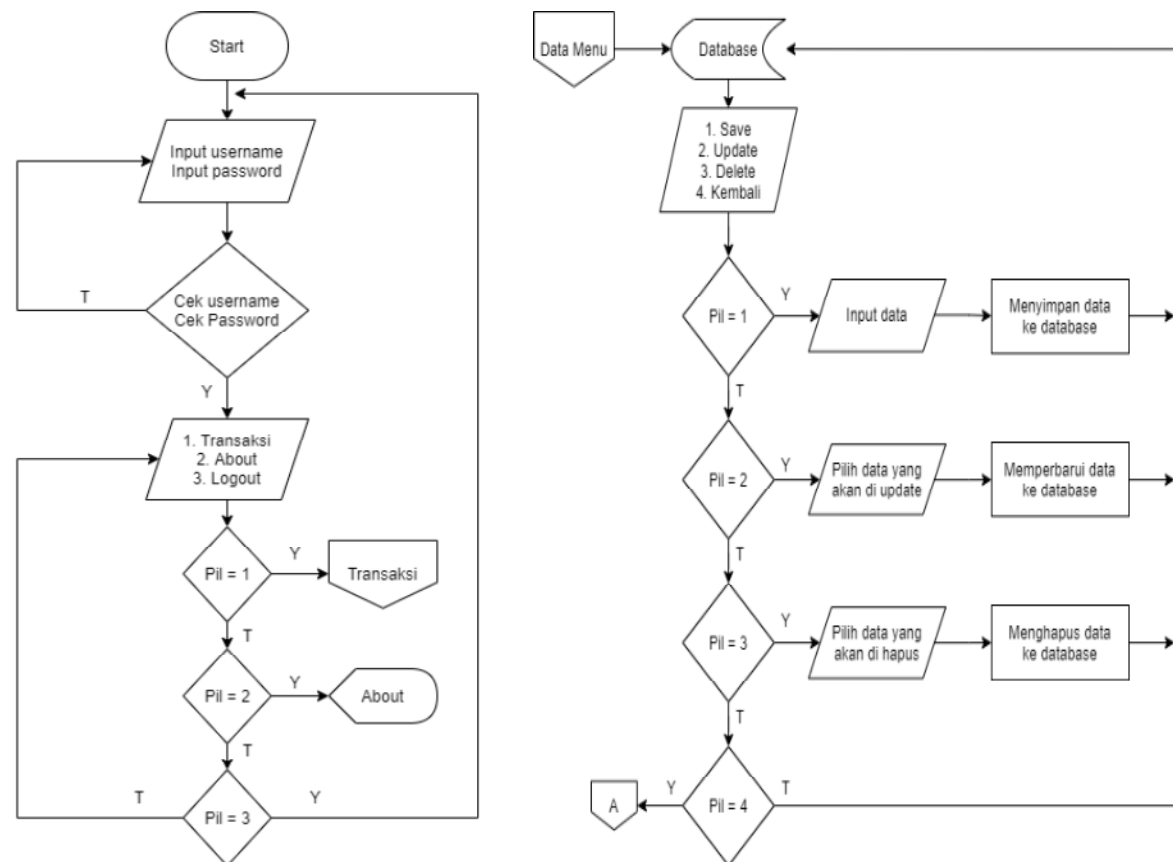 Start
Input username
Input password
Cek username
Cek Password
T
Y
1. Transaksi
2. About
3. Logout
Pil = 1
Y
Transaksi
T
Pil = 2
Y
About
T
Pil = 3
T
Y
Data Menu
Database
1. Save
2. Update
3. Delete
4. Kembali
Pil = 1
Y
Input data
Menyimpan data
ke database
T
Pil = 2
Y
Pilih data yang
akan di update
Memperbarui data
ke database
T
Pil = 3
Y
Pilih data yang
akan di hapus
Menghapus data
ke database
T
Pil = 4
Y
A
T